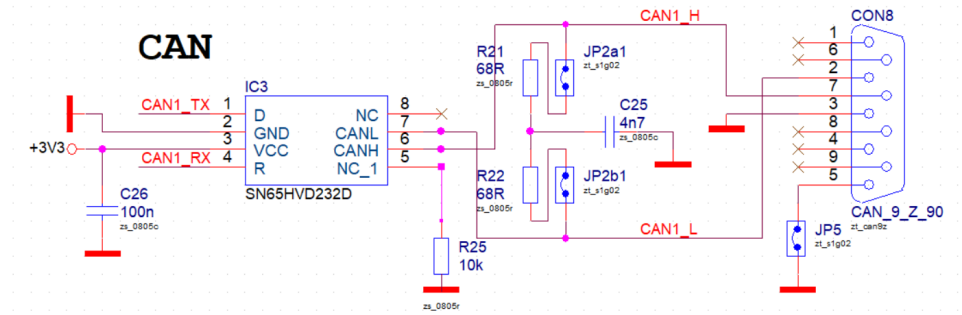 CAN
CAN1_H
CON8
1
6
2
7
3
8
4
9
5
CAN_9_Z_90
zt_can9z
R21
68R
zs_0805r
JP2a1
zt_s1g02
C25
4n7
zs_0805c
IC3
CAN1_TX 1 D NC 8
2 GND CANL 7
+3V3 3 VCC CANH 6
CAN1_RX 4 R NC_1 5
SN65HVD232D
R22
68R
zs_0805r
JP2b1
zt_s1g02
C26
100n
zs_0805c
CAN1_L
JP5
zt_s1g02
R25
10k
zs_0805r